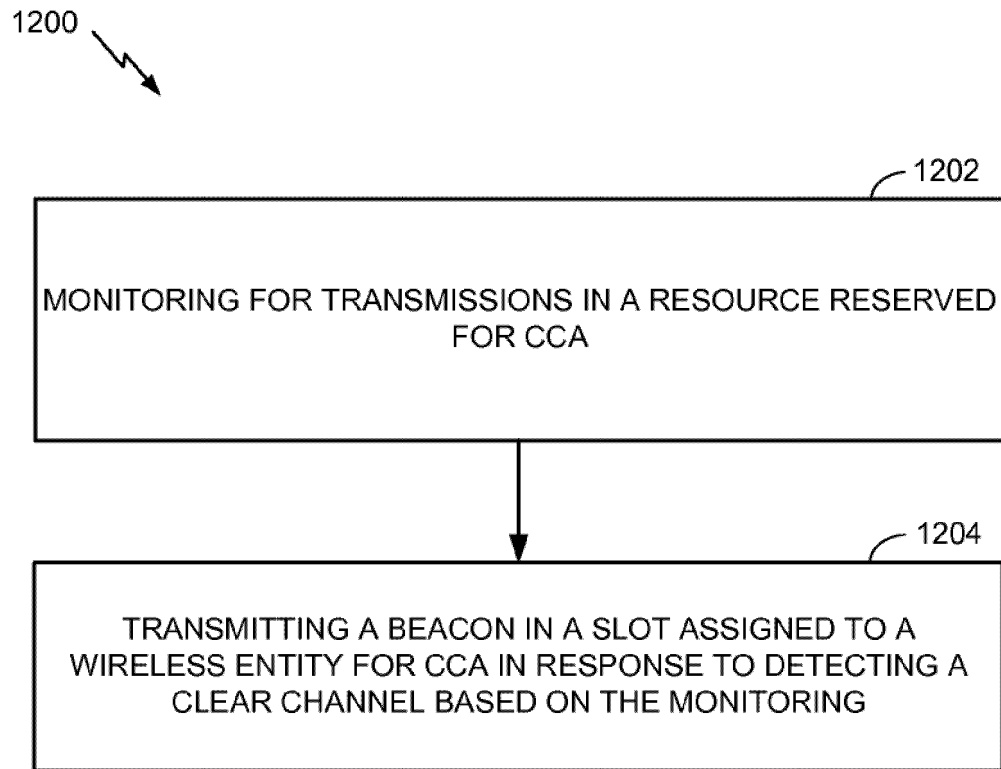 1200
1202
MONITORING FOR TRANSMISSIONS IN A RESOURCE RESERVED
FOR CCA
1204
TRANSMITTING A BEACON IN A SLOT ASSIGNED TO A
WIRELESS ENTITY FOR CCA IN RESPONSE TO DETECTING A
CLEAR CHANNEL BASED ON THE MONITORING